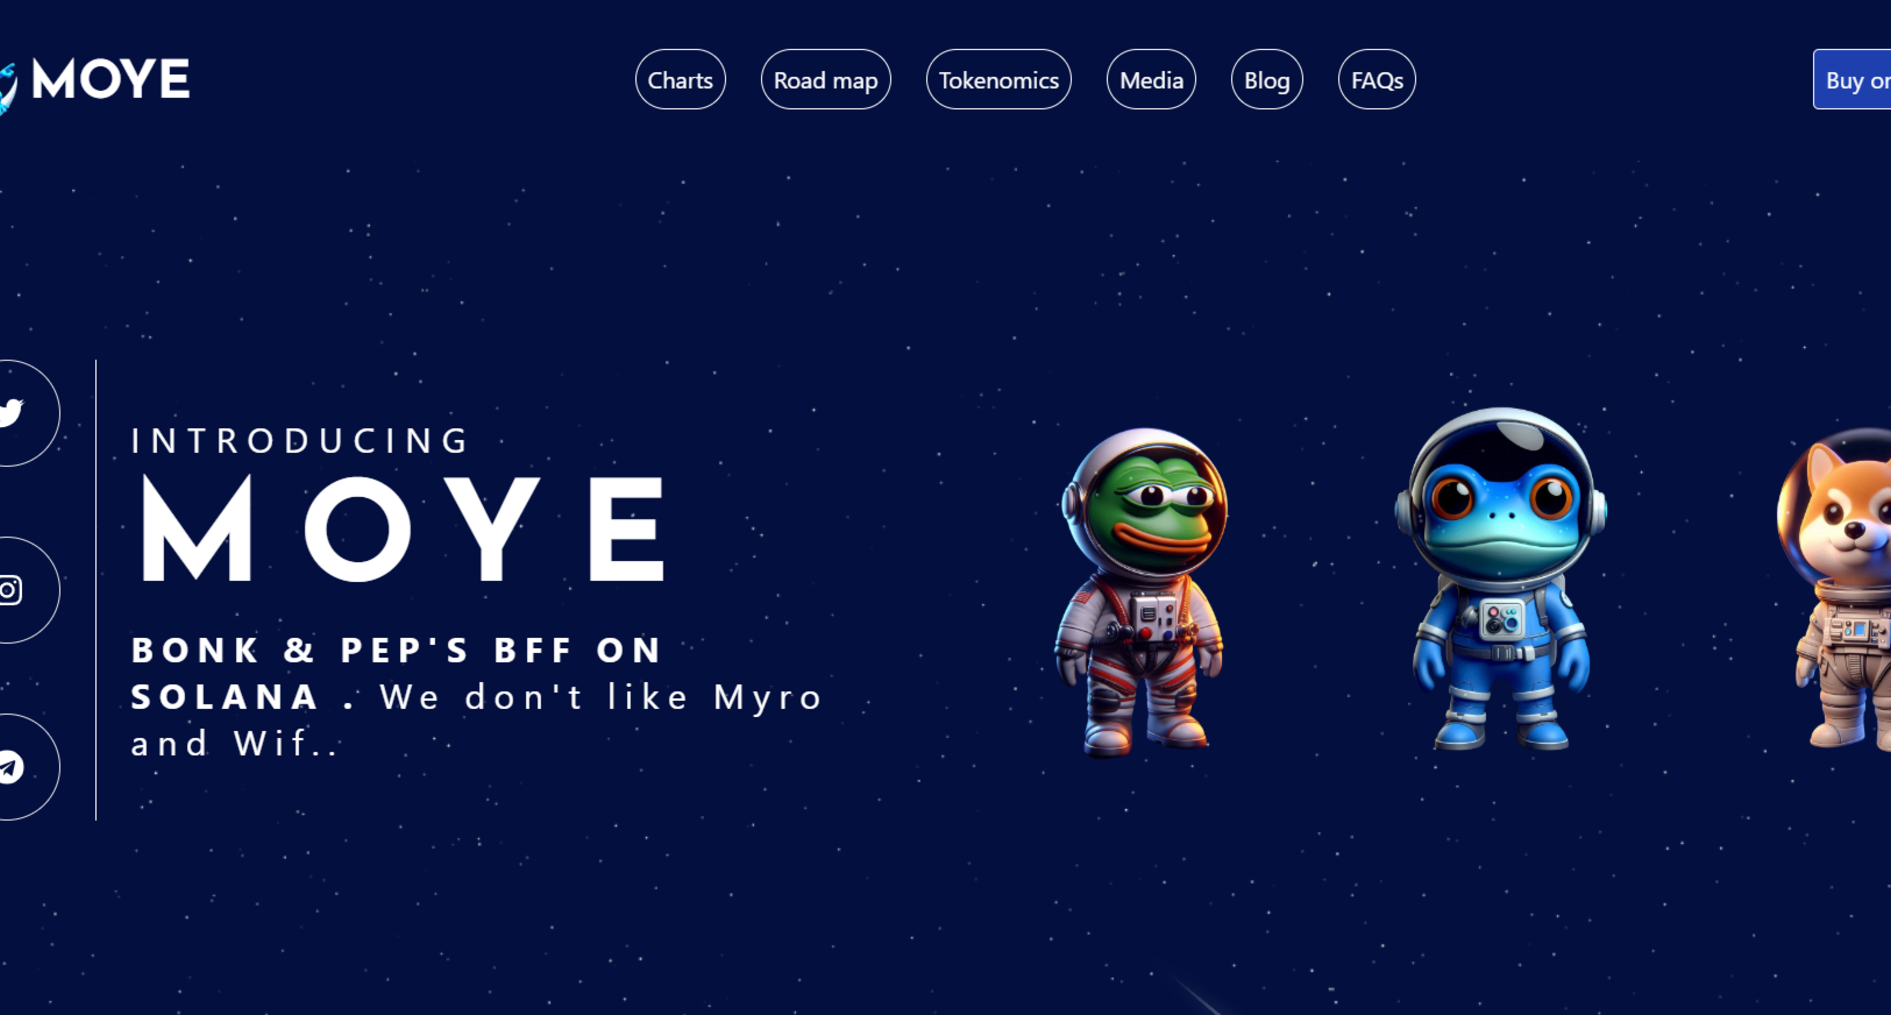 MOYE
Charts
Road map
Tokenomics
Media
Blog
FAQs
Buy
INTRODUCING
MOYE
BONK & PEP'S BFF ON
SOLANA . We don't like Myro
and Wif..